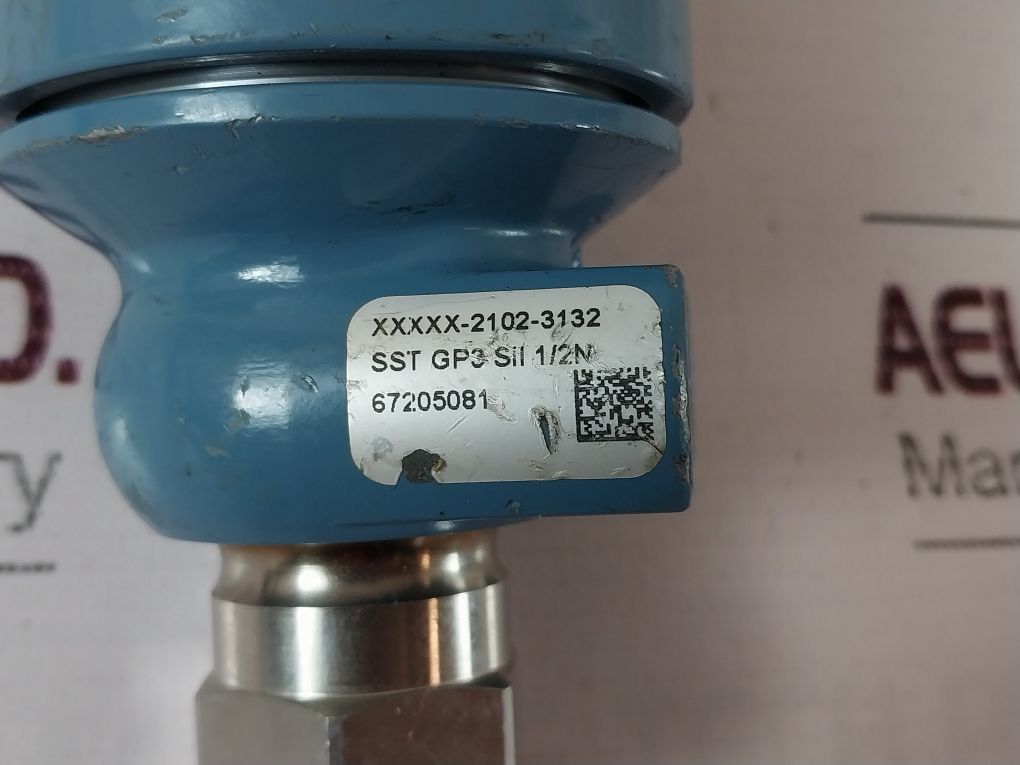 XXXXX-2102-3132
SST GP3 Sil 1/2N
67205081